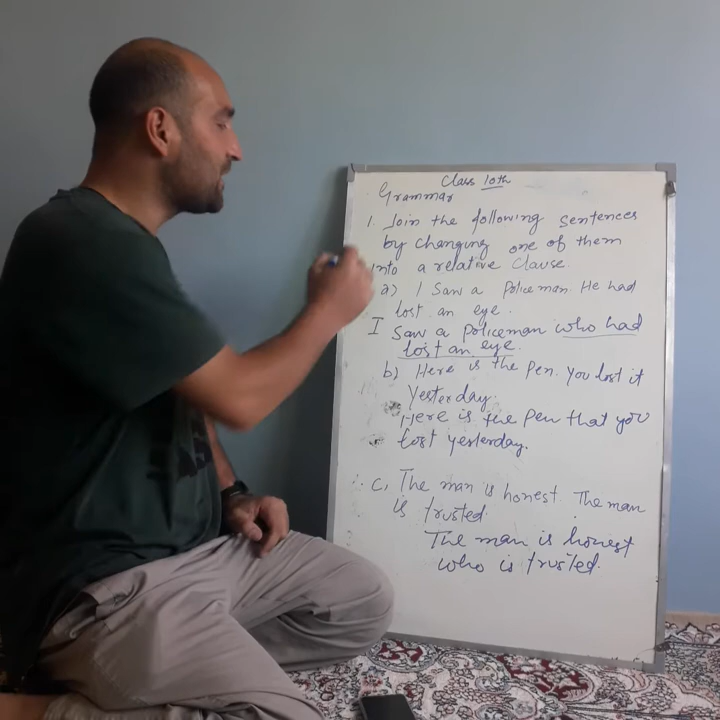 Class 10th
Grammar
1. Join the following sentences
by changing one of them
into a relative clause.
a) I saw a policeman. He had
lost an eye.
I saw a policeman who had
lost an eye.
b) Here is the pen. You lost it
yesterday.
Here is the pen that you
lost yesterday.
c, The man is honest. The man
is trusted.
The man is honest
who is trusted.